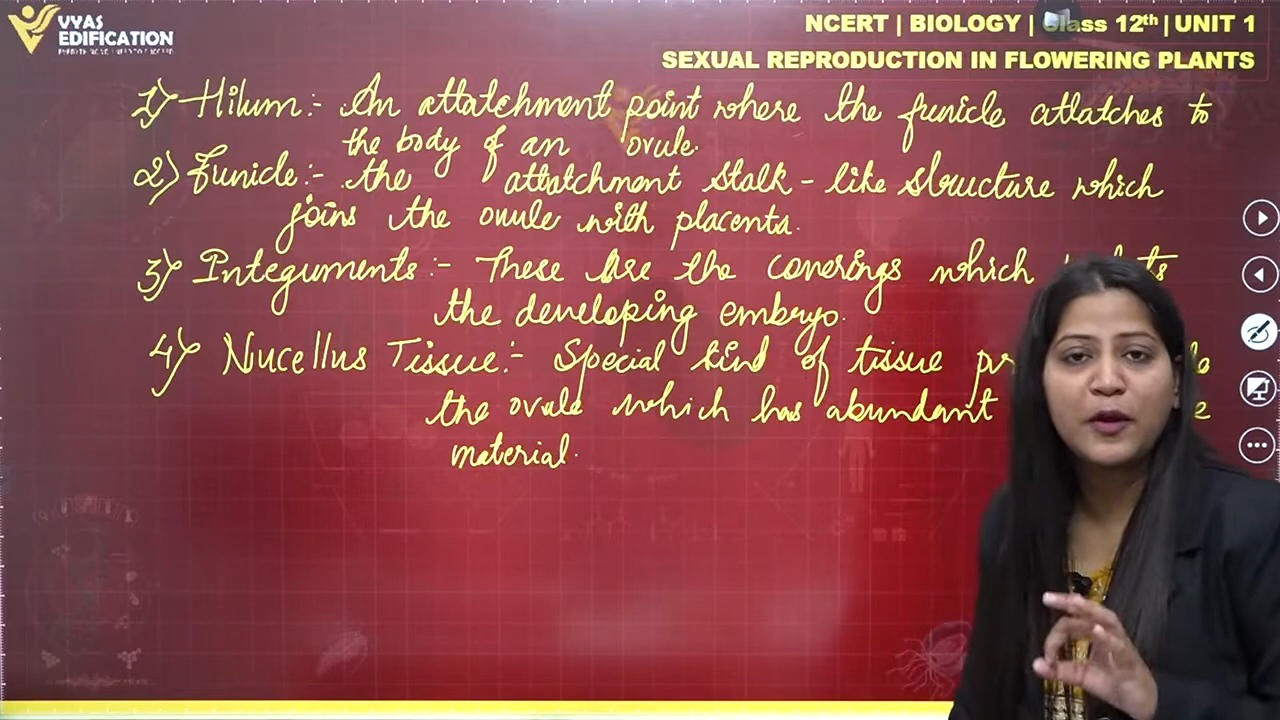 VYAS
EDIFICATION
NCERT | BIOLOGY | Class 12th | UNIT 1
SEXUAL REPRODUCTION IN FLOWERING PLANTS
1) Hilum:- An attatchment point where the funicle attatches to
the body of an ovule.
2) Funicle:- the attatchment stalk-like structure which
joins the ovule with placenta.
3) Integuments:- These are the coverings which
the developing embryo.
4) Nucellus Tissue:- Special kind of tissue
the ovule which has abundant
material.